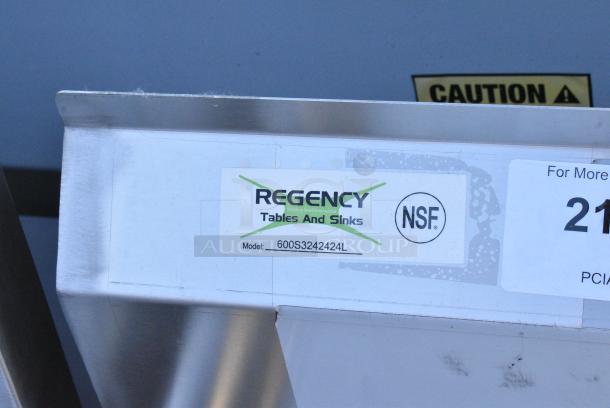 CAUTION
REGENCY
Tables And Sinks
NSF.
Model: 600S3242424L
For More
21
PCIA